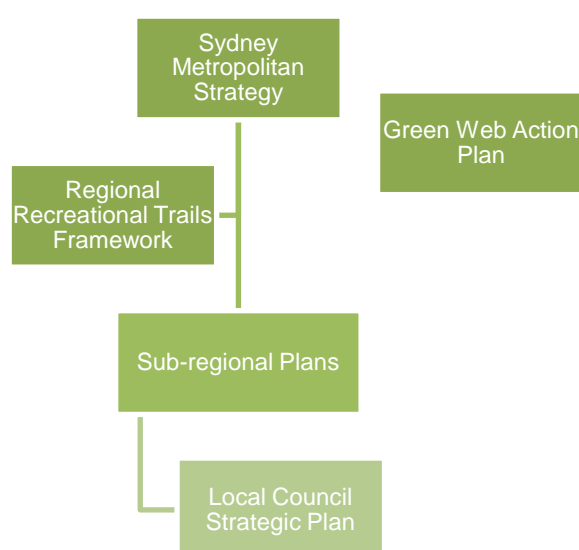 Sydney
Metropolitan
Strategy
Green Web Action
Plan
Regional
Recreational Trails
Framework
Sub-regional Plans
Local Council
Strategic Plan